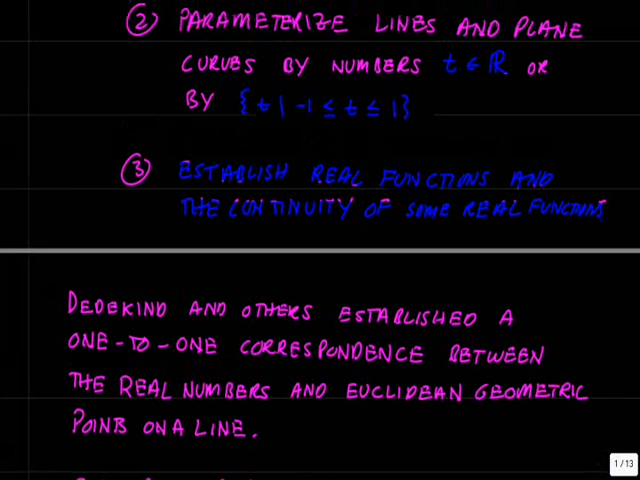 ② PARAMETERIZE LINES AND PLANE
CURVES BY NUMBERS t ∈ ℝ OR
BY {t | -1 ≤ t ≤ 1}
③ ESTABLISH REAL FUNCTIONS AND
THE CONTINUITY OF SOME REAL FUNCTIONS
DEDEKIND AND OTHERS ESTABLISHED A
ONE-TO-ONE CORRESPONDENCE BETWEEN
THE REAL NUMBERS AND EUCLIDEAN GEOMETRIC
POINTS ON A LINE.
1 / 13